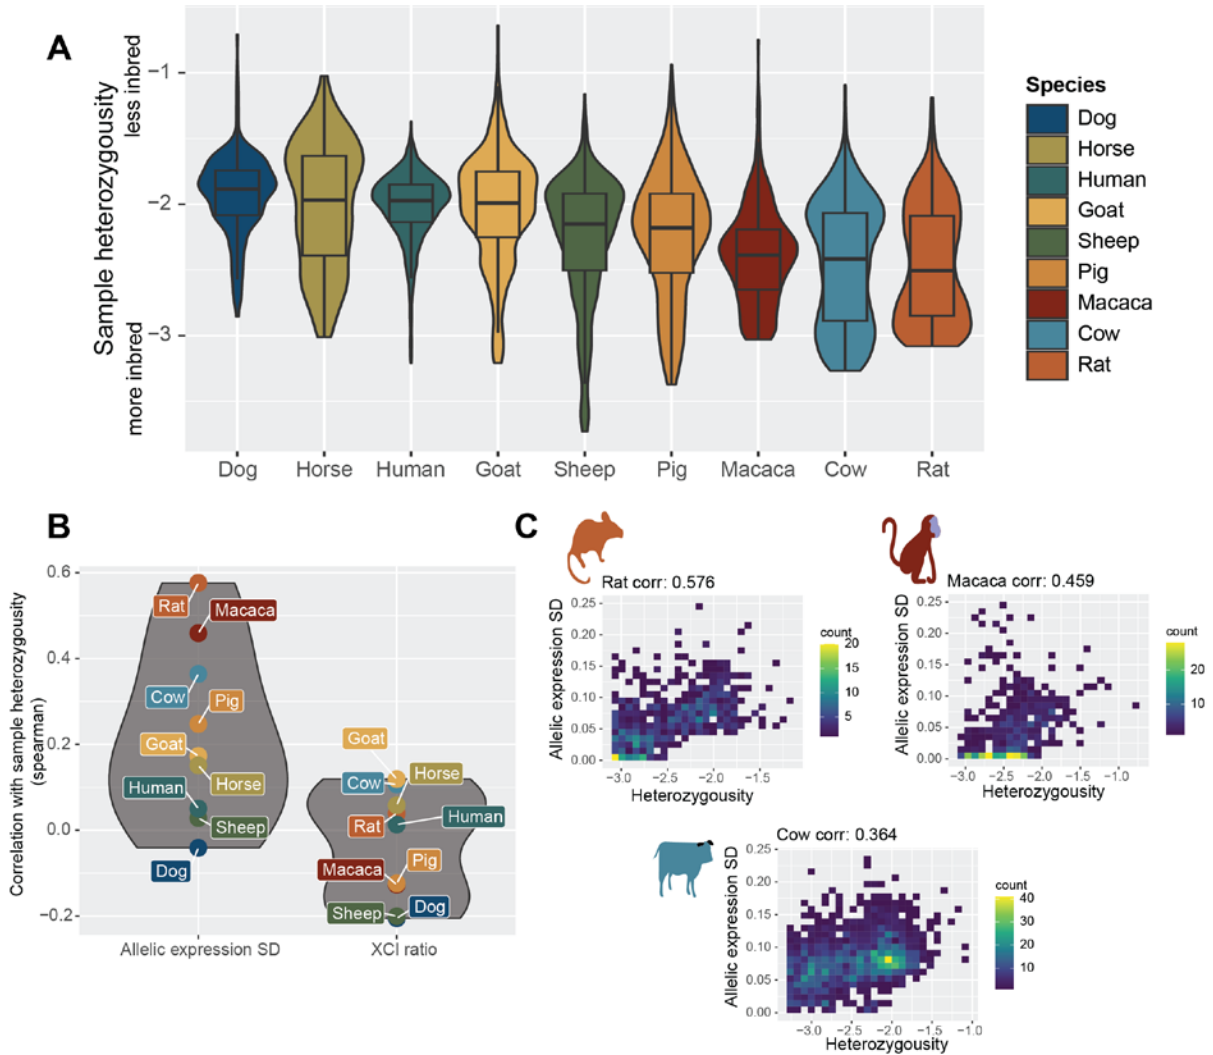 A
Sample heterozygousity
less inbred
more inbred
−1
−2
−3
Dog Horse Human Goat Sheep Pig Macaca Cow Rat
Species
Dog
Horse
Human
Goat
Sheep
Pig
Macaca
Cow
Rat
B
Correlation with sample heterozygousity
(spearman)
0.6
0.4
0.2
0.0
−0.2
Rat
Macaca
Cow
Pig
Goat
Horse
Human
Sheep
Dog
Goat
Cow
Horse
Rat
Human
Macaca
Pig
Sheep
Dog
Allelic expression SD XCI ratio
C
Rat corr: 0.576
Allelic expression SD
0.25
0.20
0.15
0.10
0.05
0.00
−3.0 −2.5 −2.0 −1.5
Heterozygousity
count
20
15
10
5
Macaca corr: 0.459
Allelic expression SD
0.25
0.20
0.15
0.10
0.05
0.00
−3.0 −2.5 −2.0 −1.5 −1.0
Heterozygousity
count
20
10
Cow corr: 0.364
Allelic expression SD
0.25
0.20
0.15
0.10
0.05
0.00
−3.0 −2.5 −2.0 −1.5 −1.0
Heterozygousity
count
40
30
20
10